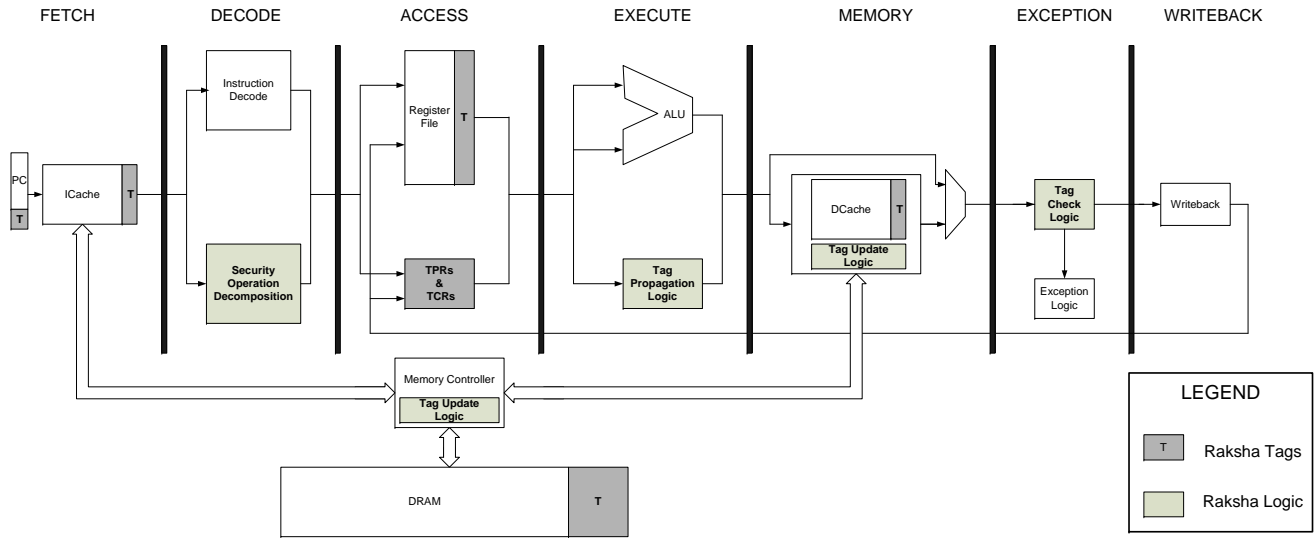 FETCH
DECODE
ACCESS
EXECUTE
MEMORY
EXCEPTION
WRITEBACK
PC
T
ICache
T
Instruction
Decode
Security
Operation
Decomposition
Register
File
T
TPRs
&
TCRs
ALU
Tag
Propagation
Logic
DCache
T
Tag Update
Logic
Tag
Check
Logic
Exception
Logic
Writeback
Memory Controller
Tag Update
Logic
DRAM
T
LEGEND
T
Raksha Tags
Raksha Logic